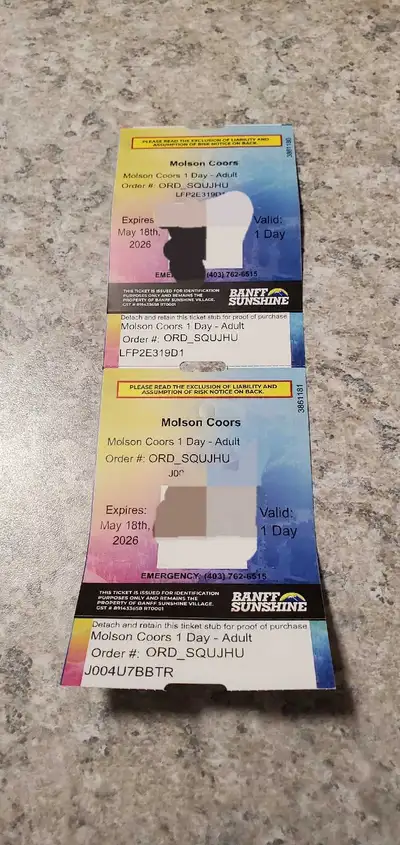 PLEASE READ THE EXCLUSION OF LIABILITY AND
ASSUMPTION OF RISK NOTICE ON BACK.
Molson Coors
Molson Coors 1 Day - Adult
Order #: ORD_SQUJHU
LFP2E319D
Expires
May 18th,
2026
Valid:
1 Day
(403) 762-6515
THIS TICKET IS ISSUED FOR IDENTIFICATION
PURPOSES ONLY AND REMAINS THE
PROPERTY OF BANFF SUNSHINE VILLAGE.
BANFF
SUNSHINE
Detach and retain this ticket stub for proof of purchase
Molson Coors 1 Day - Adult
Order #: ORD_SQUJHU
LFP2E319D1
PLEASE READ THE EXCLUSION OF LIABILITY AND
ASSUMPTION OF RISK NOTICE ON BACK.
3861181
Molson Coors
Molson Coors 1 Day - Adult
Order #: ORD_SQUJHU
Expires:
May 18th,
2026
Valid:
1 Day
EMERGENCY: (403) 762-6515
THIS TICKET IS ISSUED FOR IDENTIFICATION
PURPOSES ONLY AND REMAINS THE
PROPERTY OF BANFF SUNSHINE VILLAGE.
GST # 891453658 RT0001
BANFF
SUNSHINE
Detach and retain this ticket stub for proof of purchase
Molson Coors 1 Day - Adult
Order #: ORD_SQUJHU
J004U7BBTR